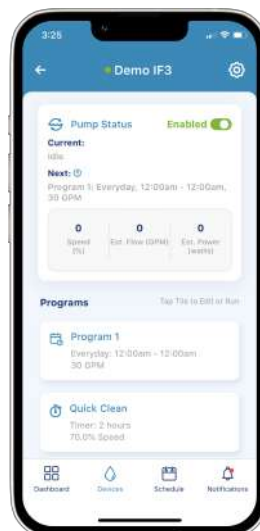 3:25
Demo IF3
Pump Status Enabled
Current:
Idle
Next:
Program 1: Everyday, 12:00am - 12:00am,
30 GPM
0 0 0
Speed Est. Flow (GPM) Est. Power
(%) (watts)
Programs Tap Tile to Edit or Run
Program 1
Everyday: 12:00am - 12:00am
30 GPM
Quick Clean
Timer: 2 hours
70.0% Speed
Dashboard Devices Schedule Notifications